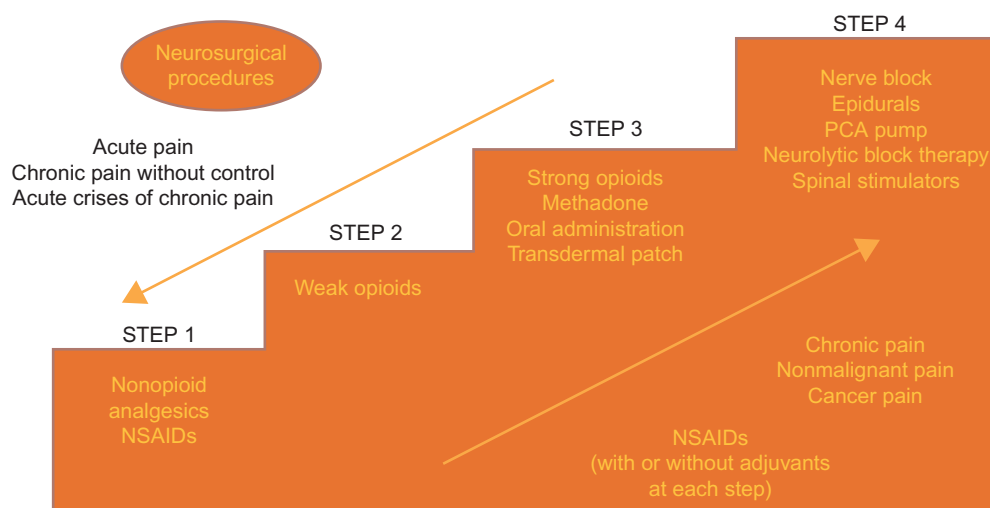 Neurosurgical
procedures
Acute pain
Chronic pain without control
Acute crises of chronic pain
STEP 1
Nonopioid
analgesics
NSAIDs
STEP 2
Weak opioids
STEP 3
Strong opioids
Methadone
Oral administration
Transdermal patch
STEP 4
Nerve block
Epidurals
PCA pump
Neurolytic block therapy
Spinal stimulators
Chronic pain
Nonmalignant pain
Cancer pain
NSAIDs
(with or without adjuvants
at each step)